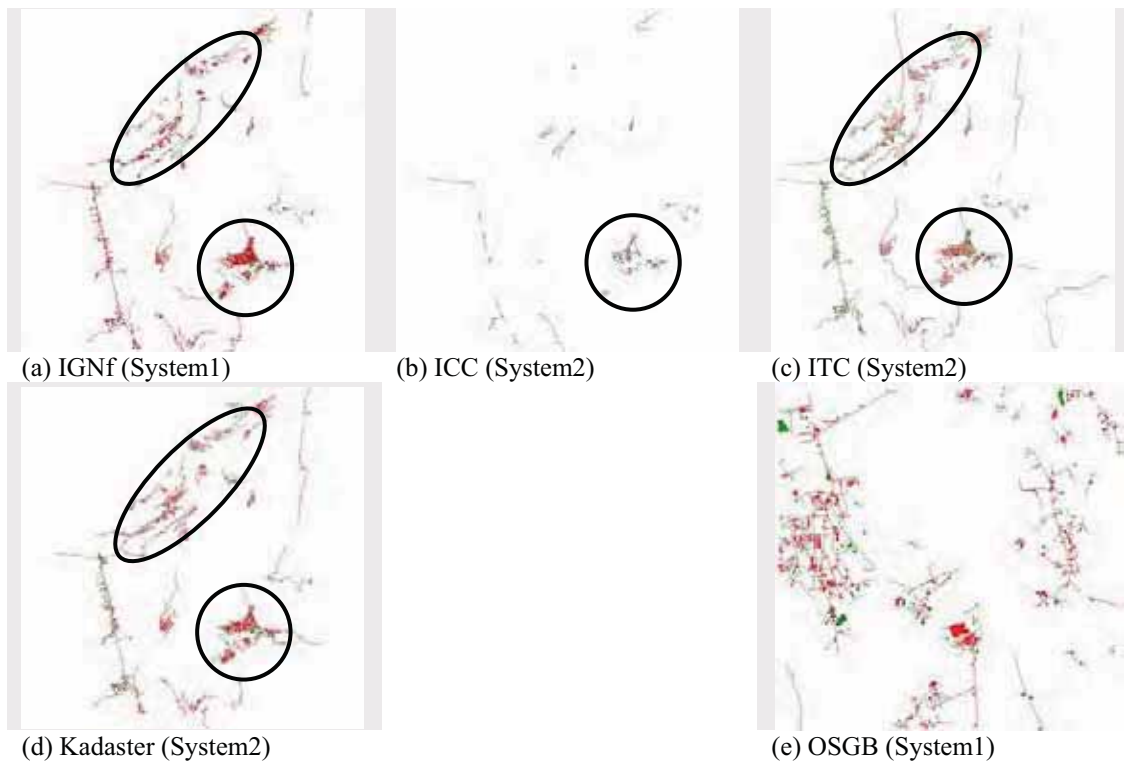 (a) IGNf (System1)
(b) ICC (System2)
(c) ITC (System2)
(d) Kadaster (System2)
(e) OSGB (System1)